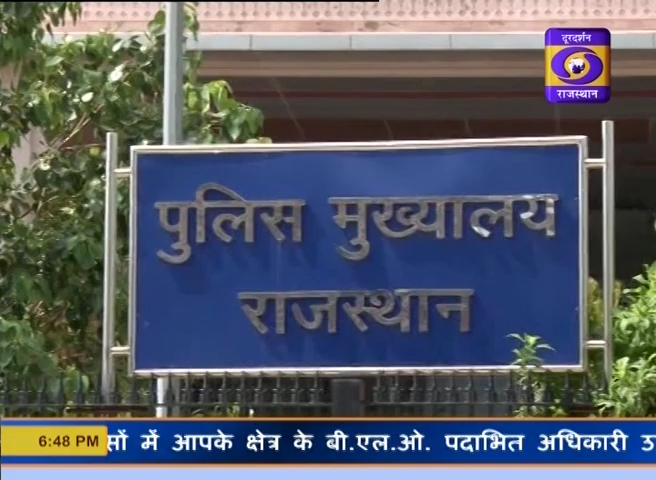 दूरदर्शन
राजस्थान
पुलिस मुख्यालय
राजस्थान
6:48 PM
में आपके क्षेत्र के बी.एल.ओ. पदाभित अधिकारी